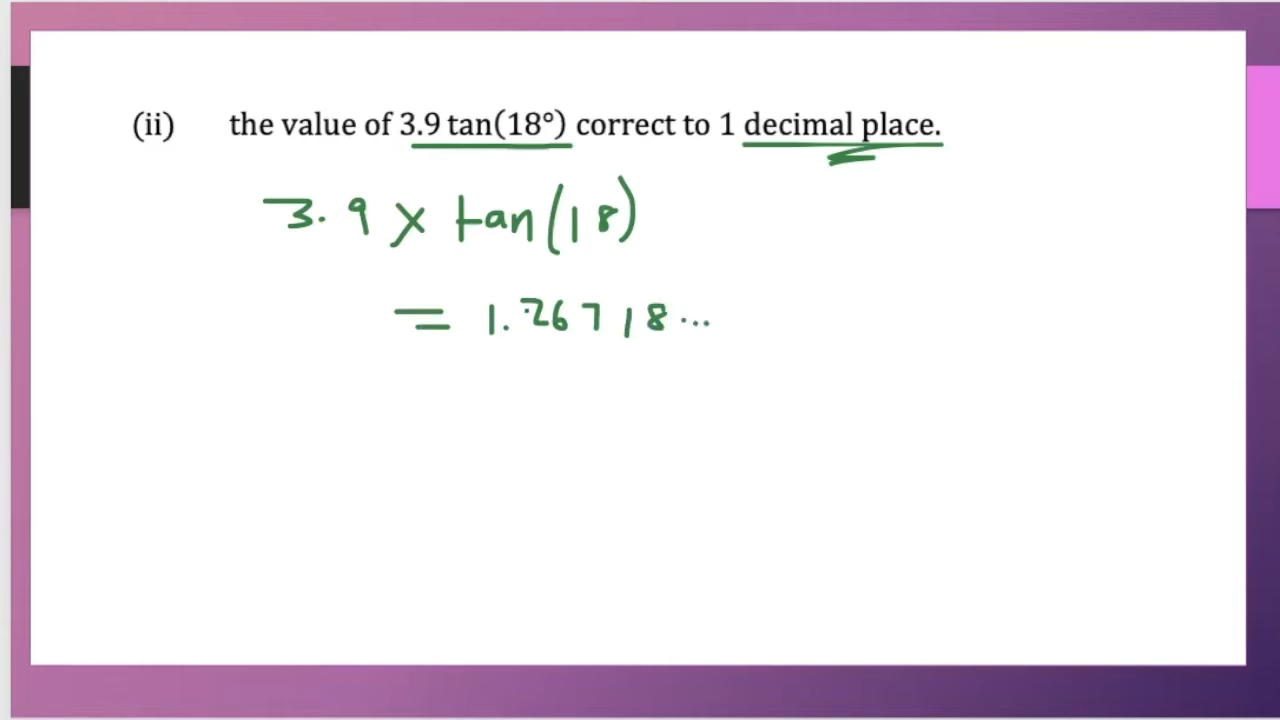 (ii) the value of 3.9 tan(18°) correct to 1 decimal place.
3.9 × tan(18)
= 1.26718...